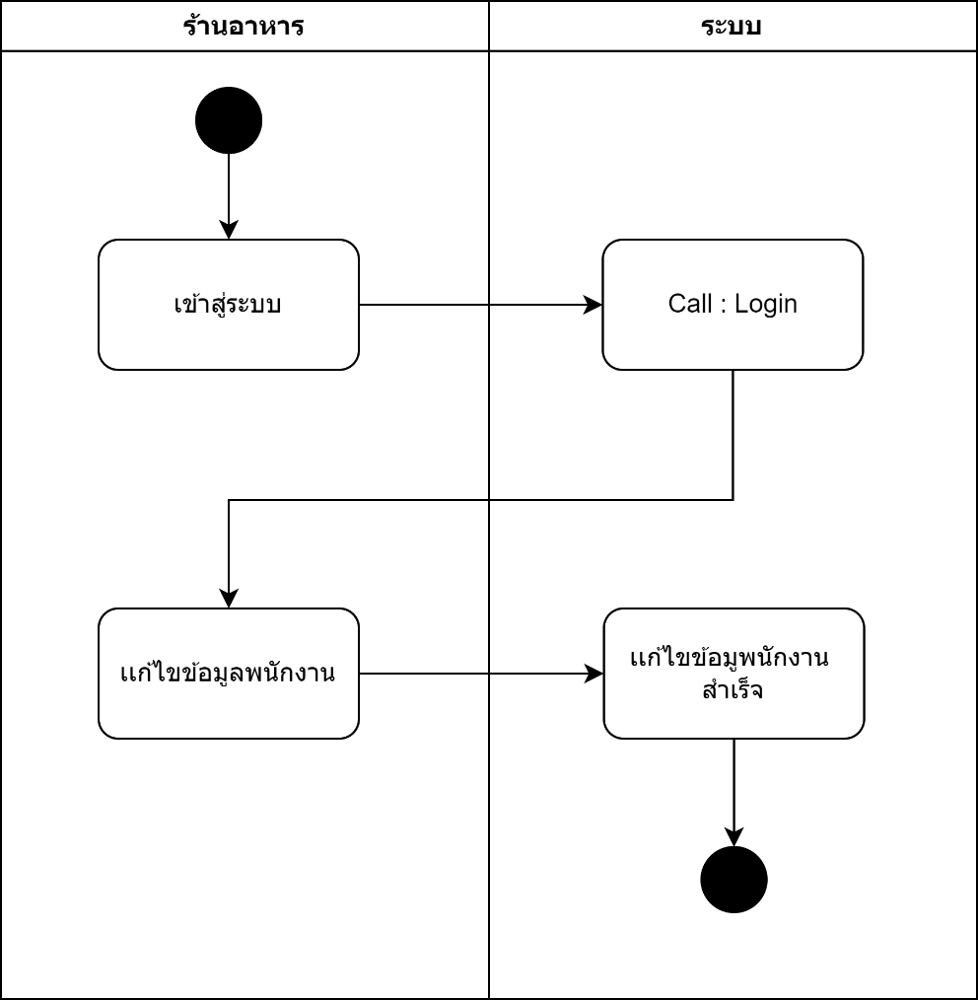 ร้านอาหาร
ระบบ
เข้าสู่ระบบ
Call : Login
แก้ไขข้อมูลพนักงาน
แก้ไขข้อมูพนักงาน
สำเร็จ